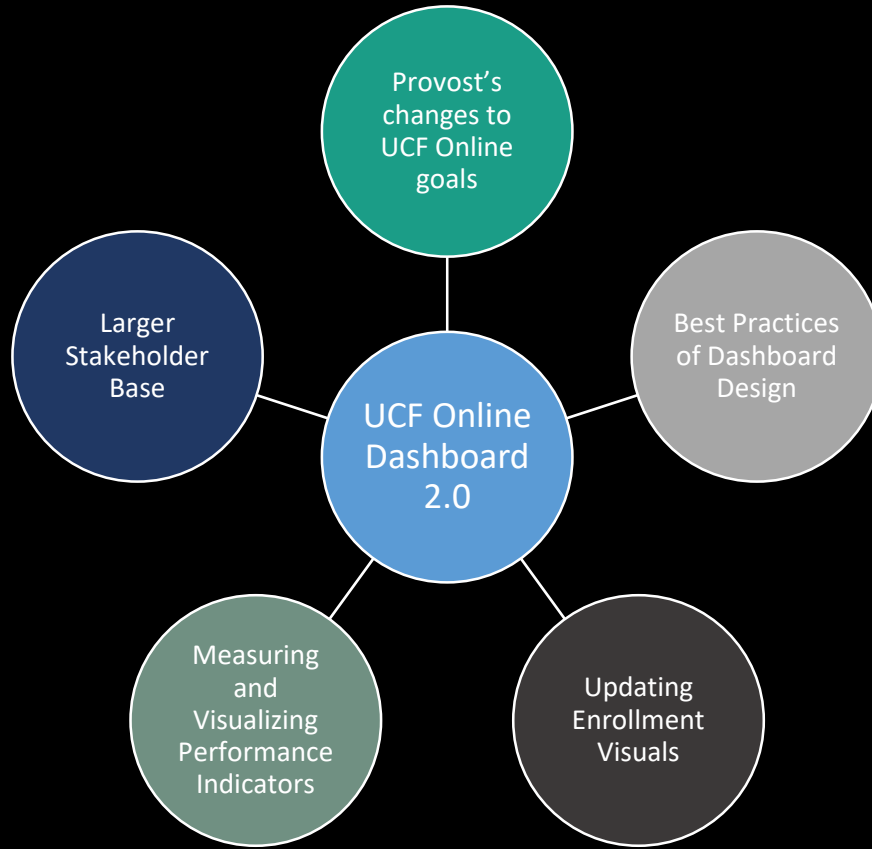 Provost’s
changes to
UCF Online
goals
Larger
Stakeholder
Base
Best Practices
of Dashboard
Design
UCF Online
Dashboard
2.0
Measuring
and
Visualizing
Performance
Indicators
Updating
Enrollment
Visuals